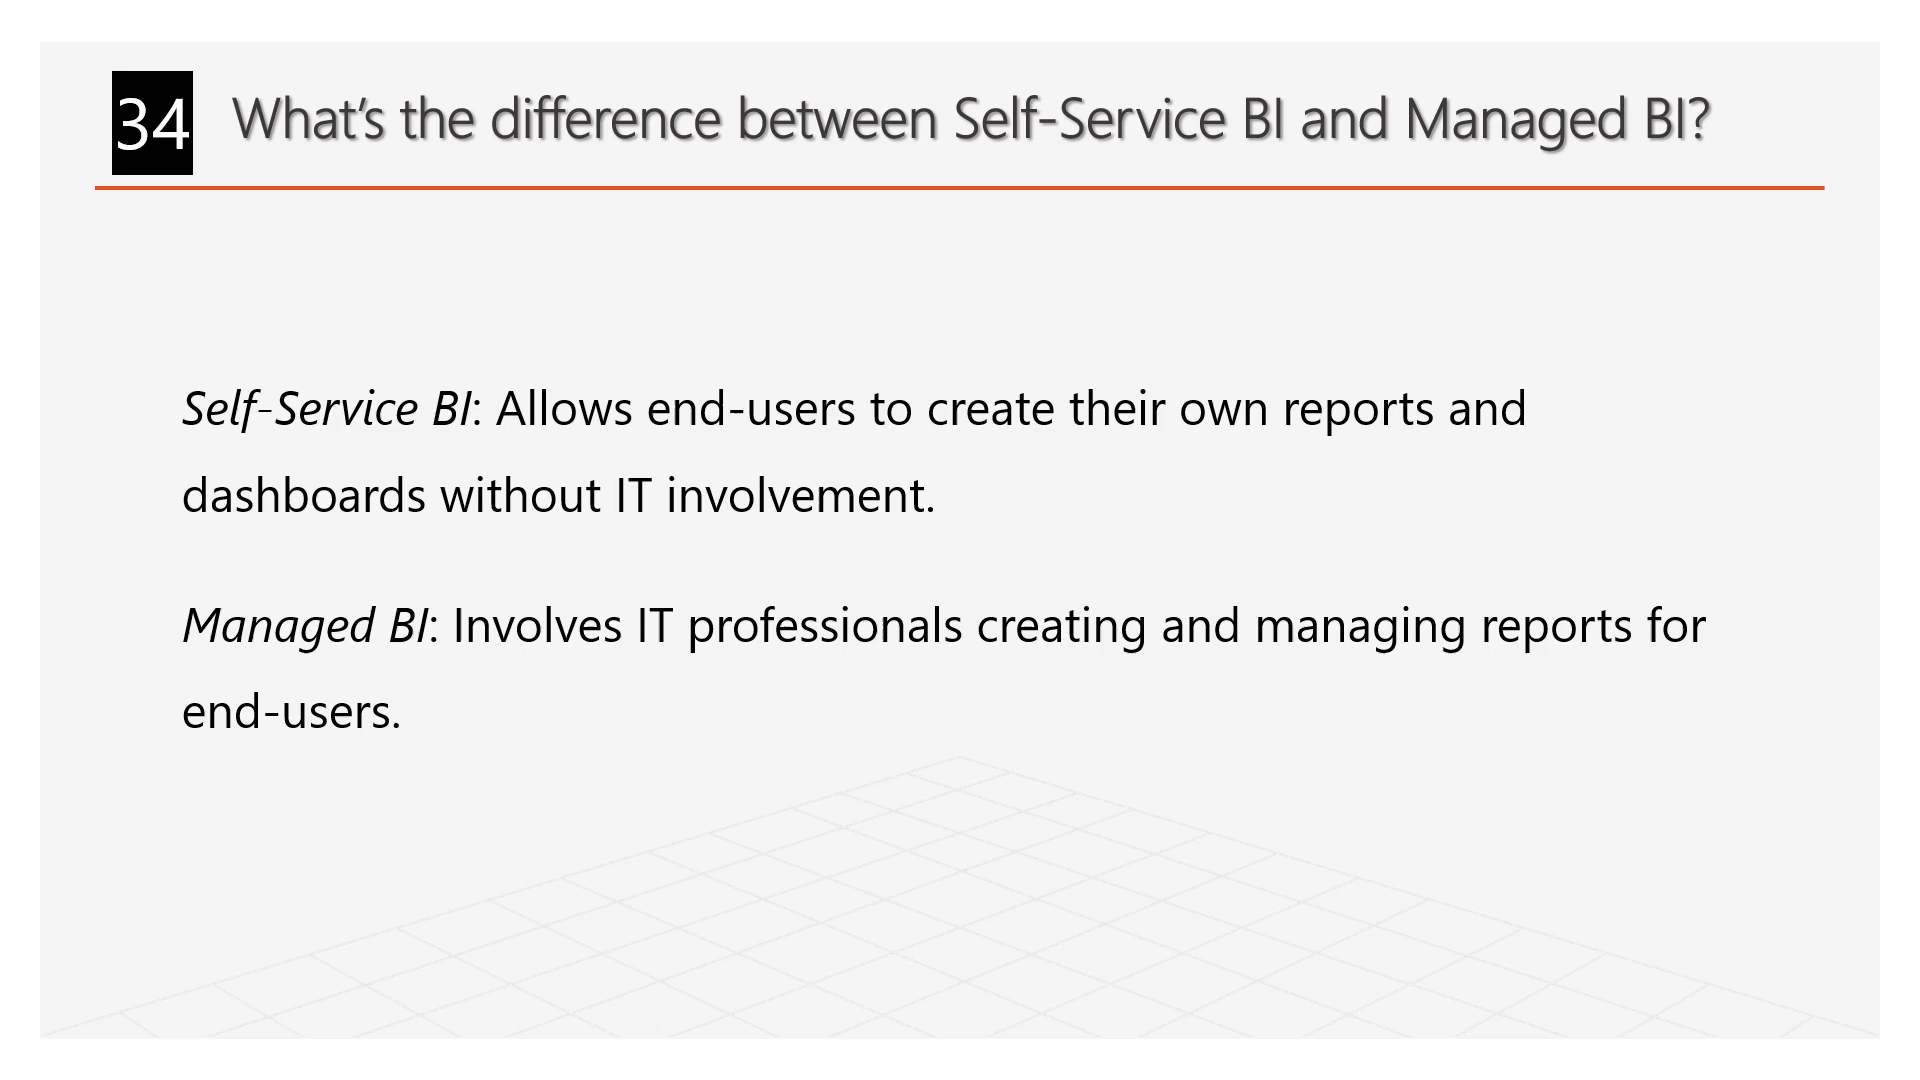 34 What’s the difference between Self-Service BI and Managed BI?
Self-Service BI: Allows end-users to create their own reports and
dashboards without IT involvement.
Managed BI: Involves IT professionals creating and managing reports for
end-users.